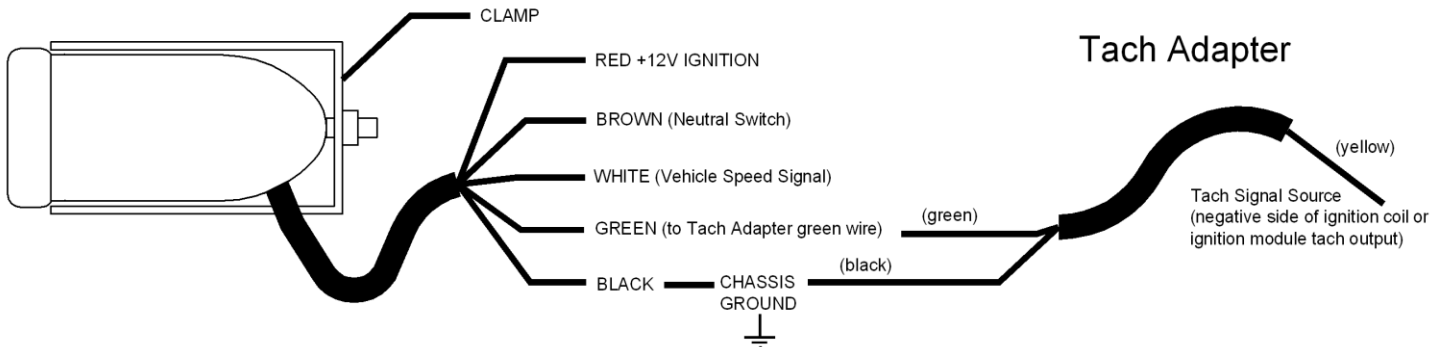 CLAMP
Tach Adapter
RED +12V IGNITION
BROWN (Neutral Switch)
(yellow)
WHITE (Vehicle Speed Signal)
Tach Signal Source
(negative side of ignition coil or
ignition module tach output)
GREEN (to Tach Adapter green wire)
(green)
(black)
BLACK
CHASSIS
GROUND